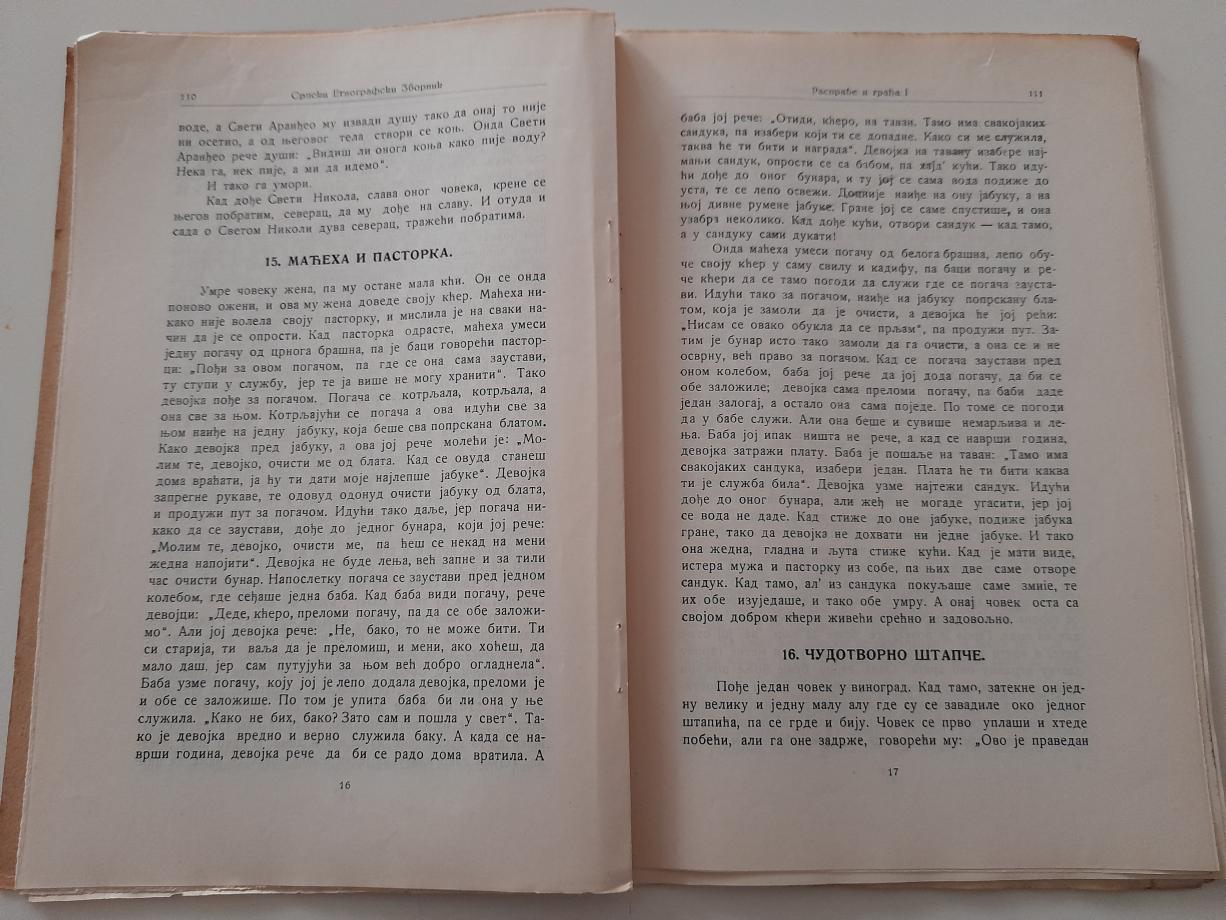 110
Српски Етнографски Зборник
воде, а Свети Аранђео му извади душу тако да онај то није
ни осетио, а од његовог тела створи се коњ. Онда Свети
Аранђео рече души: „Видиш ли онога коња како пије воду?
Нека га, нек пије, а ми да идемо“.
И тако га умори.
Кад дође Свети Никола, слава оног човека, крене се
његов побратим, северац, да му дође на славу. И отуда и
сада о Светом Николи дува северац, тражећи побратима.
15. МАЋЕХА И ПАСТОРКА.
Умре човеку жена, па му остане мала кћи. Он се онда
поново ожени, и ова му жена доведе своју кћер. Маћеха ни-
како није волела своју пасторку, и мислила је на сваки на-
чин да је се опрости. Кад пасторка одрасте, маћеха умеси
једну погачу од црнога брашна, па је баци говорећи пастор-
ци: „Пођи за овом погачом, па где се она сама заустави,
ту ступи у службу, јер те ја више не могу хранити“. Тако
девојка пође за погачом. Погача се котрљала, котрљала, а
она све за њом. Котрљајући се погача а ова идући све за
њом наиђе на једну јабуку, која беше сва попрскана блатом.
Како девојка пред јабуку, а ова јој рече молећи је: „Мо-
лим те, девојко, очисти ме од блата. Кад се овуда станеш
дома враћати, ја ћу ти дати моје најлепше јабуке“. Девојка
запрегне рукаве, те одовуд одонуд очисти јабуку од блата,
и продужи пут за погачом. Идући тако даље, јер погача ни-
како да се заустави, дође до једног бунара, који јој рече:
„Молим те, девојко, очисти ме, па ћеш се некад на мени
жедна напојити“. Девојка не буде лења, већ запне и за тили
час очисти бунар. Напослетку погача се заустави пред једном
колебом, где сеђаше једна баба. Кад баба види погачу, рече
девојци: „Деде, кћеро, преломи погачу, па да се обе заложи-
мо“. Али јој девојка рече: „Не, бако, то не може бити. Ти
си старија, ти ваља да је преломиш, и мени, ако хоћеш, да
мало даш, јер сам путујући за њом већ добро огладнела“.
Баба узме погачу, коју јој је лепо додала девојка, преломи је
и обе се заложише. По том је упита баба би ли она у ње
служила. „Како не бих, бако? Зато сам и пошла у свет“. Та-
ко је девојка вредно и верно служила баку. А када се на-
врши година, девојка рече да би се радо дома вратила. А
16
Расправе и грађа I
111
баба јој рече: „Отиди, кћеро, на таван. Тамо има свакојаких
сандука, па изабери који ти се допадне. Како си ме служила,
таква ће ти бити и награда“. Девојка на тавану изабере нај-
мањи сандук, опрости се са бабом, па хајд’ кући. Тако иду-
ћи дође до оног бунара, и ту јој се сама вода подиже до
уста, те се лепо освежи. Доцније наиђе на ону јабуку, а на
њој дивне румене јабуке. Гране јој се саме спустише, и она
узабра неколико. Кад дође кући, отвори сандук — кад тамо,
а у сандуку сами дукати!
Онда маћеха умеси погачу од белога брашна, лепо обу-
че своју кћер у саму свилу и кадифу, па баци погачу и ре-
че кћери да се тамо погоди да служи где се погача зауста-
ви. Идући тако за погачом, наиђе на јабуку попрскану бла-
том, која је замоли да је очисти, а девојка ће јој рећи:
„Нисам се овако обукла да се прљам“, па продужи пут. За-
тим је бунар исто тако замоли да га очисти, а она се и не
осврну, већ право за погачом. Кад се погача заустави пред
оном колебом, баба јој рече да јој дода погачу, да би се
обе заложиле; девојка сама преломи погачу, па баби даде
један залогај, а остало она сама поједе. По томе се погоди
да у бабе служи. Али она беше и сувише немарљива и ле-
ња. Баба јој ипак ништа не рече, а кад се наврши година,
девојка затражи плату. Баба је пошаље на таван: „Тамо има
свакојаких сандука, изабери један. Плата ће ти бити каква
ти је служба била“. Девојка узме најтежи сандук. Идући
дође до оног бунара, али жеђ не могаде угасити, јер јој
се вода не даде. Кад стиже до оне јабуке, подиже јабука
гране, тако да девојка не дохвати ни једне јабуке. И тако
она жедна, гладна и љута стиже кући. Кад је мати виде,
истера мужа и пасторку из собе, па њих две саме отворе
сандук. Кад тамо, ал’ из сандука покуљаше саме змије, те
их обе изуједаше, и тако обе умру. А онај човек оста са
својом добром кћери живећи срећно и задовољно.
16. ЧУДОТВОРНО ШТАПЧЕ.
Пође један човек у виноград. Кад тамо, затекне он јед-
ну велику и једну малу алу где су се завадиле око једног
штапића, па се грде и бију. Човек се прво уплаши и хтеде
побећи, али га оне задрже, говорећи му: „Ово је праведан
17